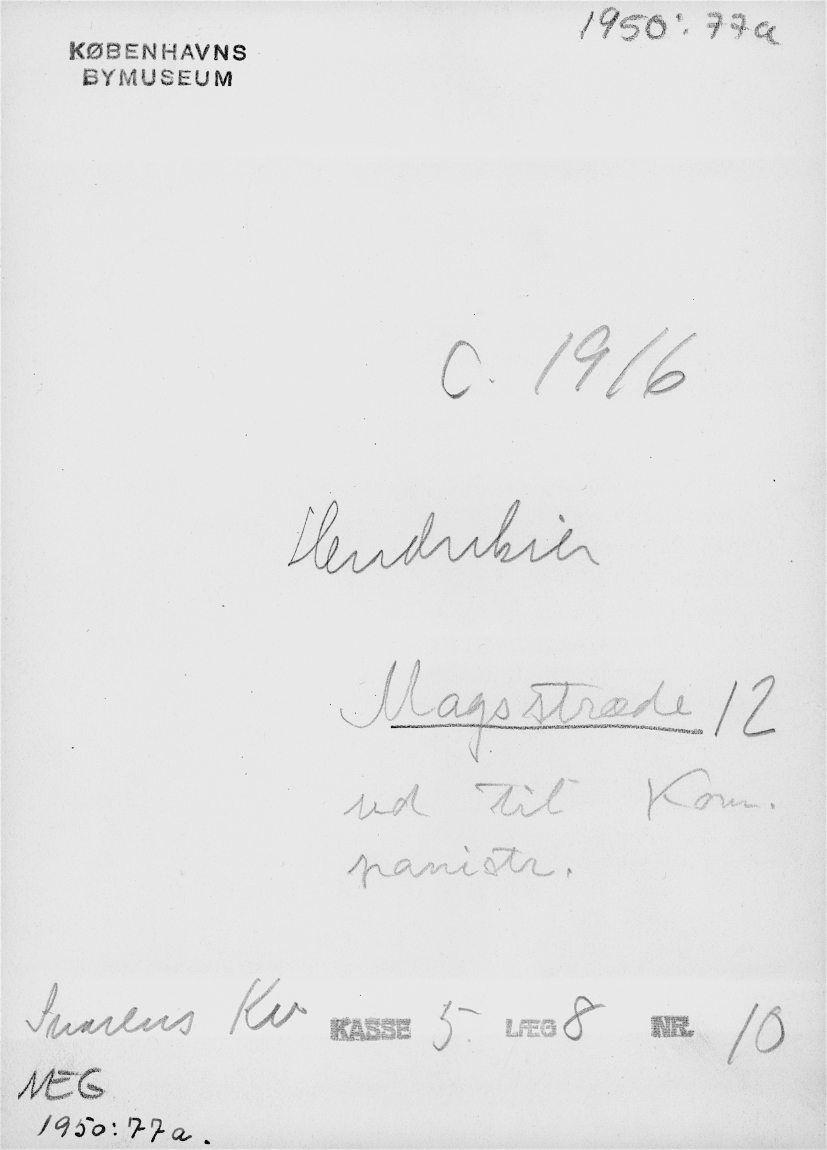 1950:77a
KØBENHAVNS
BYMUSEUM
C. 1916
Magsstræde 12
ud til Kom.
panistr.
Snarens Kv KASSE 5. LÆG 8 NR. 10
NEG
1950:77a.